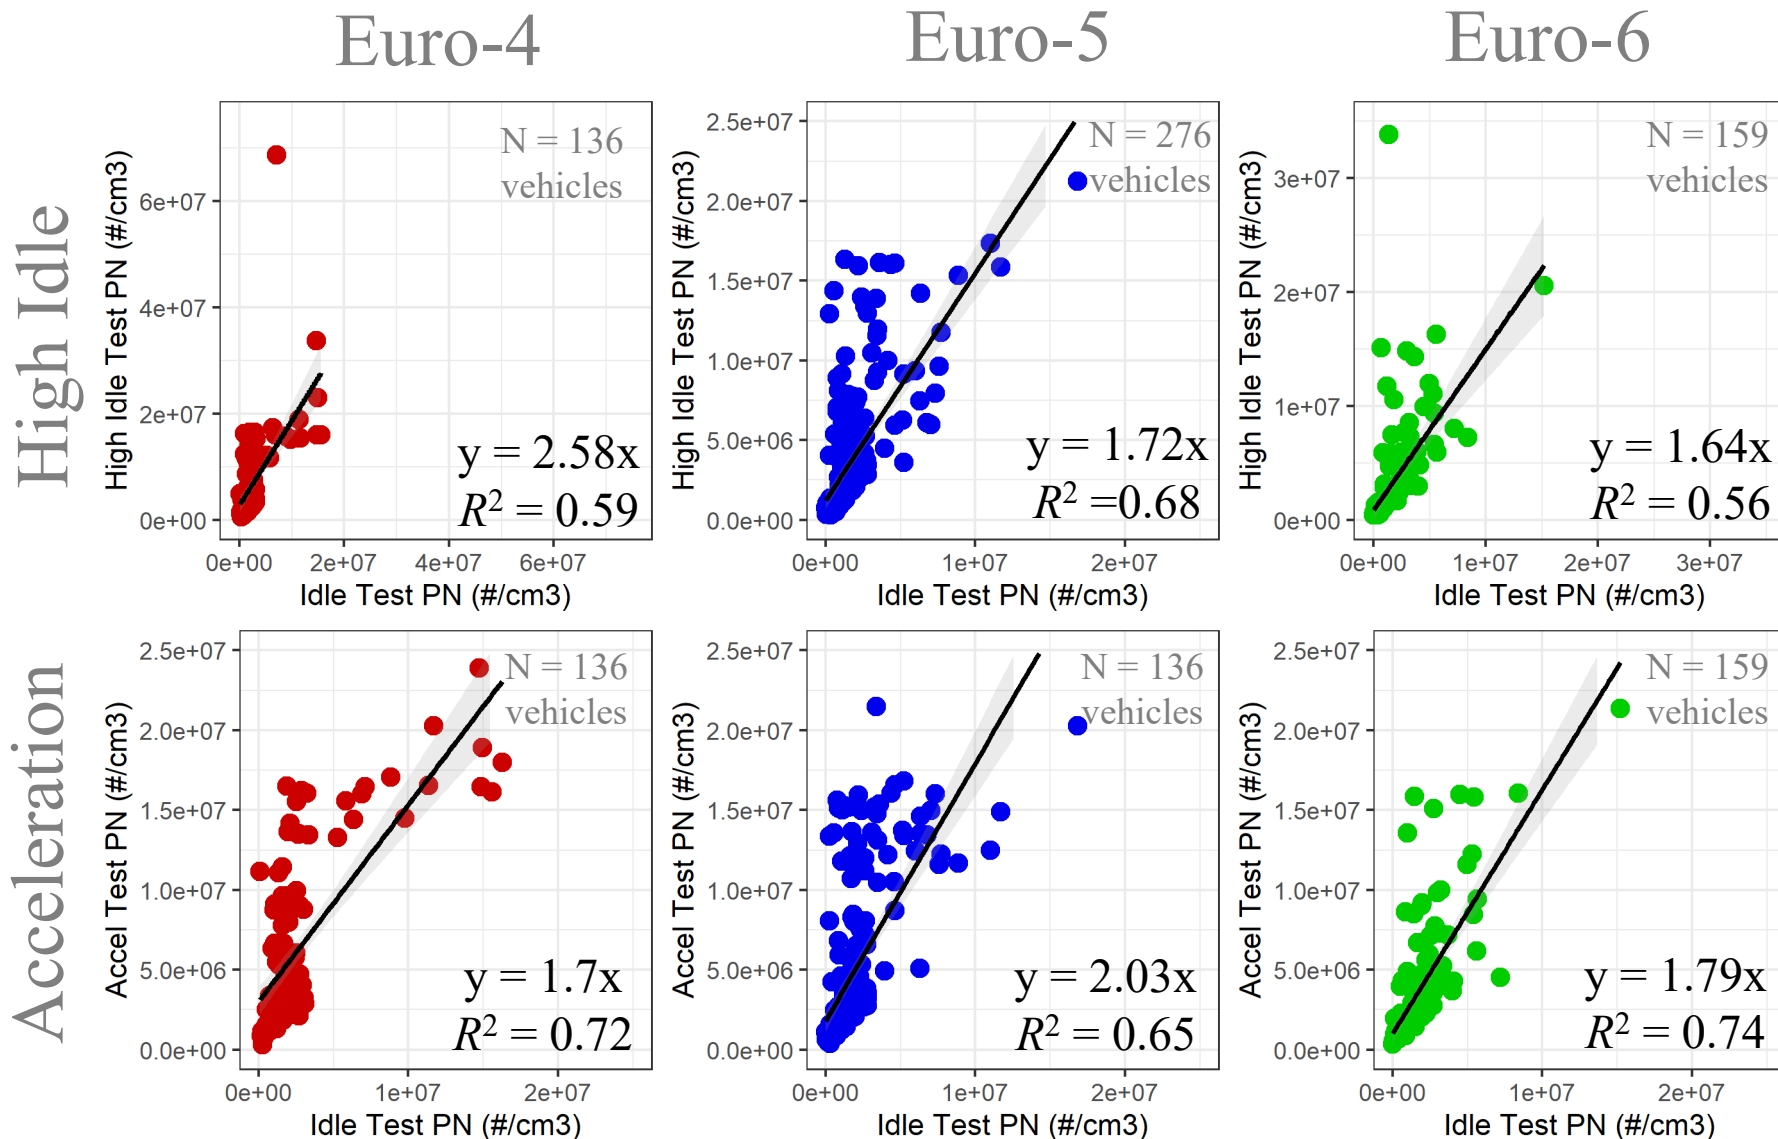 Euro-4
Euro-5
Euro-6
High Idle
High Idle Test PN (#/cm3)
6e+07
4e+07
2e+07
0e+00
N = 136
vehicles
y = 2.58x
R² = 0.59
0e+00 2e+07 4e+07 6e+07
Idle Test PN (#/cm3)
High Idle Test PN (#/cm3)
2.5e+07
2.0e+07
1.5e+07
1.0e+07
5.0e+06
0.0e+00
N = 276
vehicles
y = 1.72x
R² =0.68
0e+00 1e+07 2e+07
Idle Test PN (#/cm3)
High Idle Test PN (#/cm3)
3e+07
2e+07
1e+07
0e+00
N = 159
vehicles
y = 1.64x
R² = 0.56
0e+00 1e+07 2e+07 3e+07
Idle Test PN (#/cm3)
Acceleration
Accel Test PN (#/cm3)
2.5e+07
2.0e+07
1.5e+07
1.0e+07
5.0e+06
0.0e+00
N = 136
vehicles
y = 1.7x
R² = 0.72
0e+00 1e+07 2e+07
Idle Test PN (#/cm3)
Accel Test PN (#/cm3)
2.5e+07
2.0e+07
1.5e+07
1.0e+07
5.0e+06
0.0e+00
N = 136
vehicles
y = 2.03x
R² = 0.65
0e+00 1e+07 2e+07
Idle Test PN (#/cm3)
Accel Test PN (#/cm3)
2.5e+07
2.0e+07
1.5e+07
1.0e+07
5.0e+06
0.0e+00
N = 159
vehicles
y = 1.79x
R² = 0.74
0e+00 1e+07 2e+07
Idle Test PN (#/cm3)